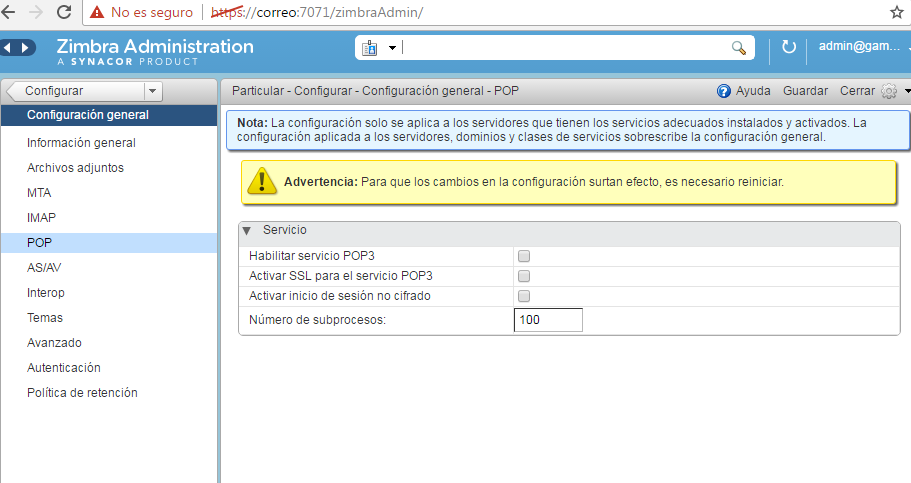 No es seguro
https://correo:7071/zimbraAdmin/
Zimbra Administration
A SYNACOR PRODUCT
admin@gam...
Configurar
Particular - Configurar - Configuración general - POP
Ayuda
Guardar
Cerrar
Configuración general
Información general
Archivos adjuntos
MTA
IMAP
POP
AS/AV
Interop
Temas
Avanzado
Autenticación
Política de retención
Nota: La configuración solo se aplica a los servidores que tienen los servicios adecuados instalados y activados. La
configuración aplicada a los servidores, dominios y clases de servicios sobrescribe la configuración general.
Advertencia: Para que los cambios en la configuración surtan efecto, es necesario reiniciar.
Servicio
Habilitar servicio POP3
Activar SSL para el servicio POP3
Activar inicio de sesión no cifrado
Número de subprocesos: 100